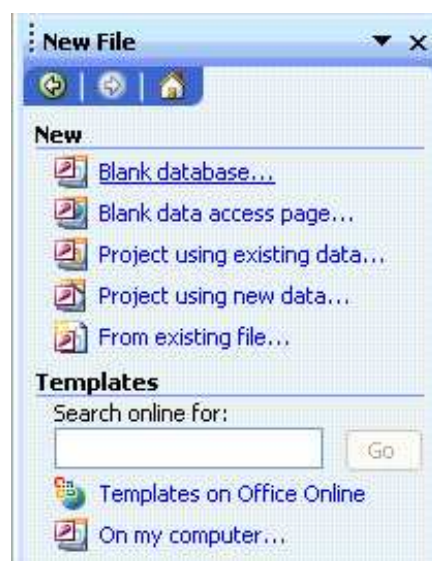 New File
New
Blank database...
Blank data access page...
Project using existing data...
Project using new data...
From existing file...
Templates
Search online for:
Go
Templates on Office Online
On my computer...